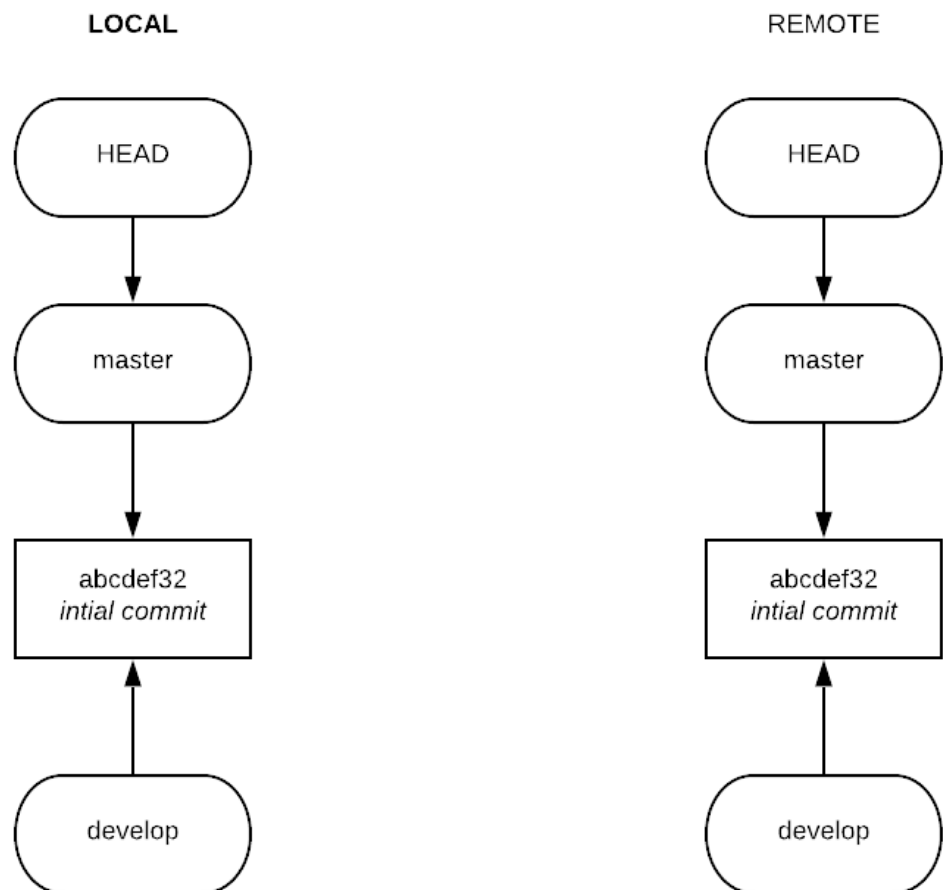 LOCAL
REMOTE
HEAD
HEAD
master
master
abcdef32
intial commit
abcdef32
intial commit
develop
develop